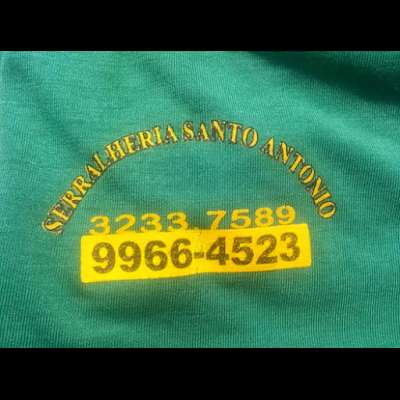 SERRALHERIA SANTO ANTONIO
3233 7589
9966-4523